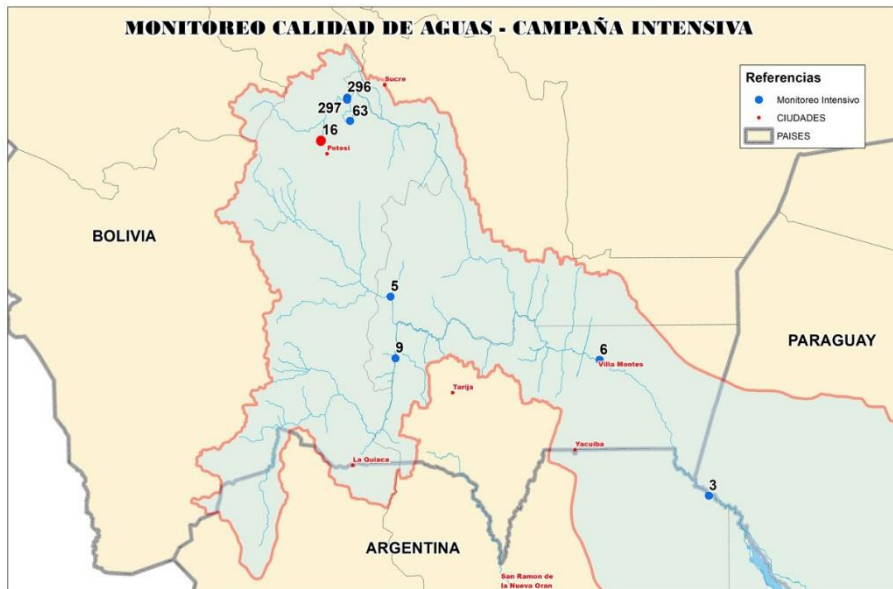 MONITOREO CALIDAD DE AGUAS - CAMPAÑA INTENSIVA
Referencias
Monitoreo Intensivo
CIUDADES
PAISES
Sucre
296
297
63
16
Potosi
BOLIVIA
5
9
6
Villa Montes
PARAGUAY
Tarija
La Quiaca
Yacuiba
3
ARGENTINA
San Ramon de
la Nueva Oran